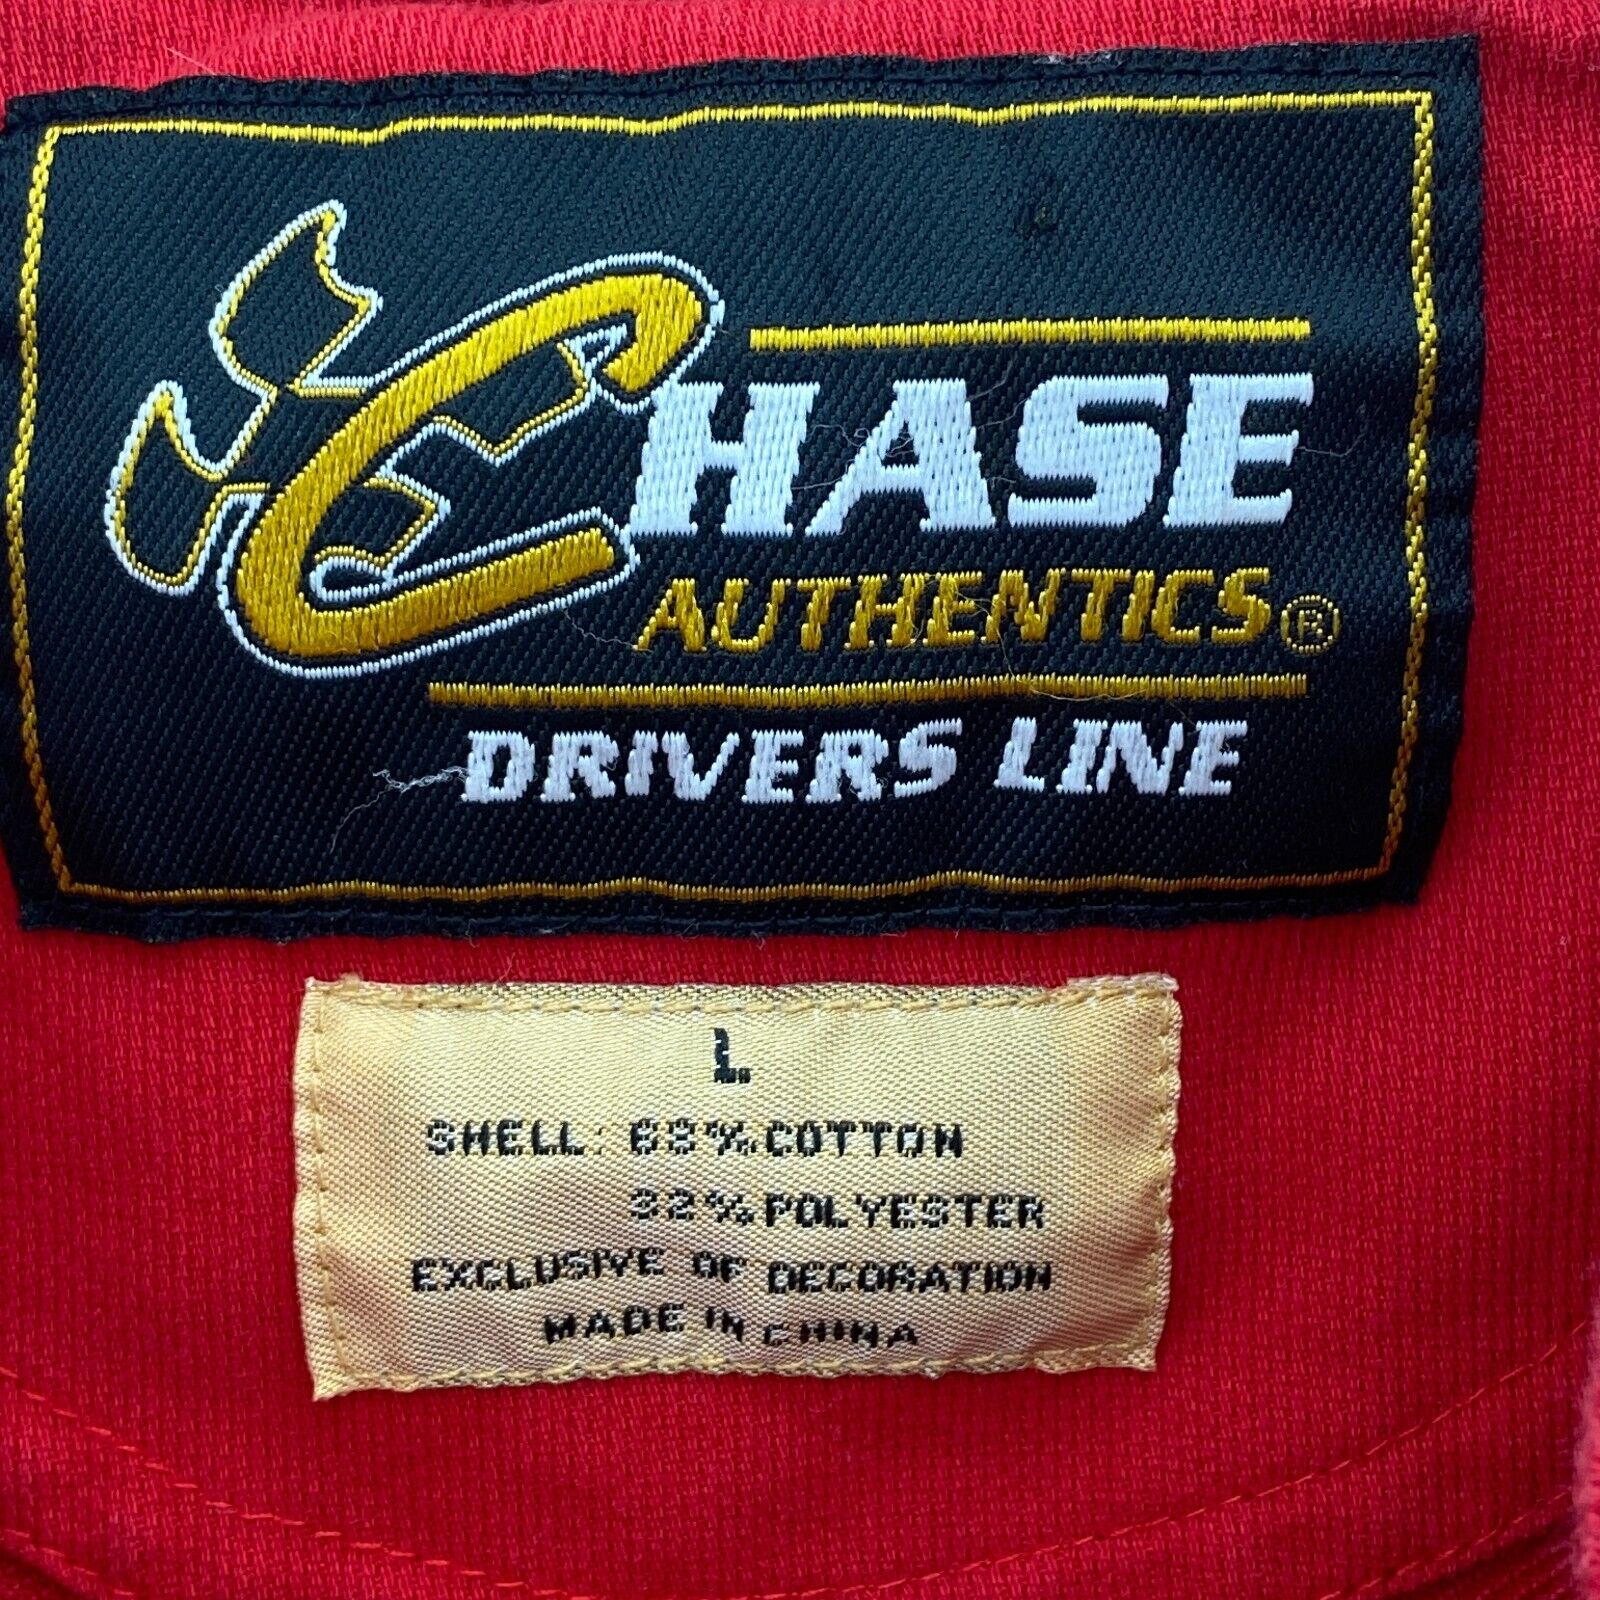 CHASE
AUTHENTICS®
DRIVERS LINE
L
SHELL: 68% COTTON
32% POLYESTER
EXCLUSIVE OF DECORATION
MADE IN CHINA